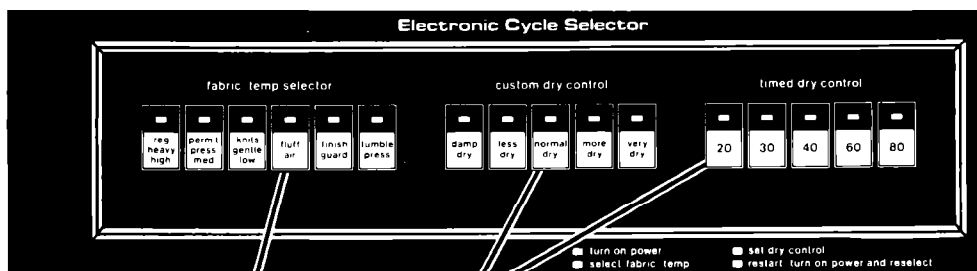 Electronic Cycle Selector
fabric temp selector
custom dry control
timed dry control
reg heavy high
perm't press med
knits gentle low
fluff air
finish guard
tumble press
damp dry
less dry
normal dry
more dry
very dry
20
30
40
60
80
turn on power
set dry control
select fabric temp
restart turn on power and reselect